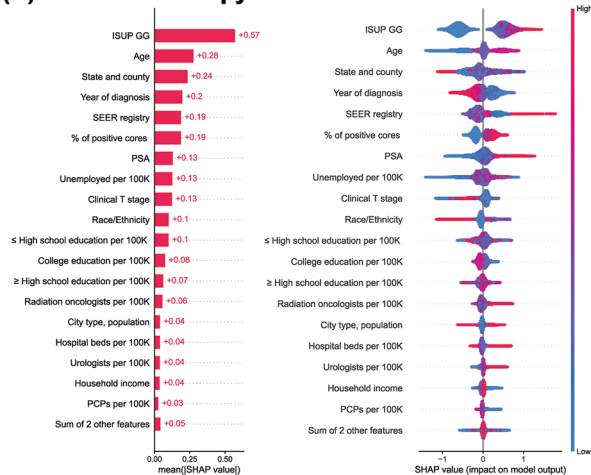 ISUP GG
+0.57
Age
+0.28
State and county
+0.24
Year of diagnosis
+0.2
SEER registry
+0.19
% of positive cores
+0.19
PSA
+0.13
Unemployed per 100K
+0.13
Clinical T stage
+0.13
Race/Ethnicity
+0.1
≤ High school education per 100K
+0.1
College education per 100K
+0.08
≥ High school education per 100K
+0.07
Radiation oncologists per 100K
+0.06
City type, population
+0.04
Hospital beds per 100K
+0.04
Urologists per 100K
+0.04
Household income
+0.04
PCPs per 100K
+0.03
Sum of 2 other features
+0.05
0.00 0.25 0.50
mean(|SHAP value|)
High
ISUP GG
Age
State and county
Year of diagnosis
SEER registry
% of positive cores
PSA
Unemployed per 100K
Clinical T stage
Race/Ethnicity
≤ High school education per 100K
College education per 100K
≥ High school education per 100K
Radiation oncologists per 100K
City type, population
Hospital beds per 100K
Urologists per 100K
Household income
PCPs per 100K
Sum of 2 other features
Low
−1 0 1
SHAP value (impact on model output)